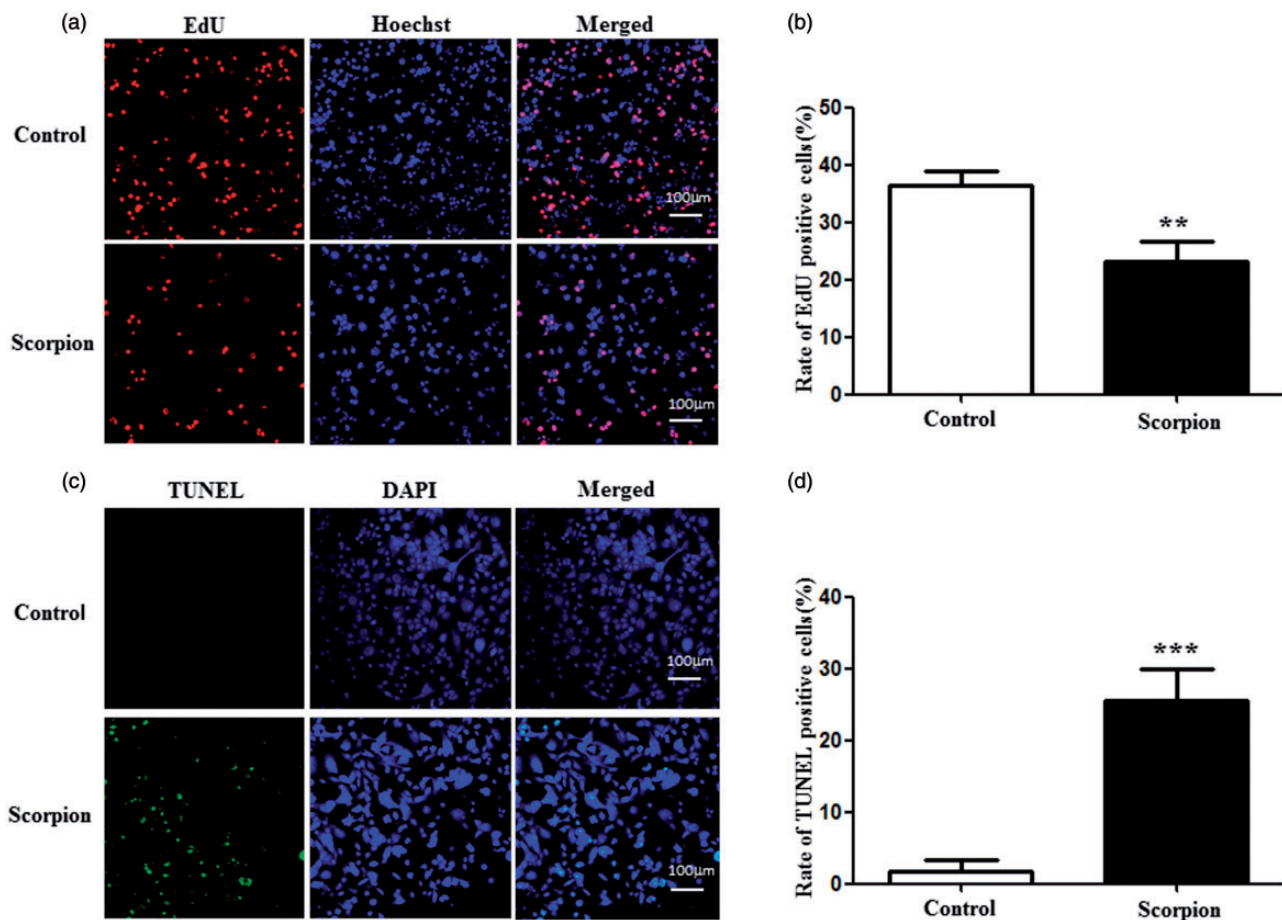 (a)
EdU Hoechst Merged
Control
100μm
Scorpion
100μm
(b)
Rate of EdU positive cells(%)
50
40
30
20
10
0
**
Control Scorpion
(c)
TUNEL DAPI Merged
Control
100μm
Scorpion
100μm
(d)
Rate of TUNEL positive cells(%)
40
30
20
10
0
***
Control Scorpion